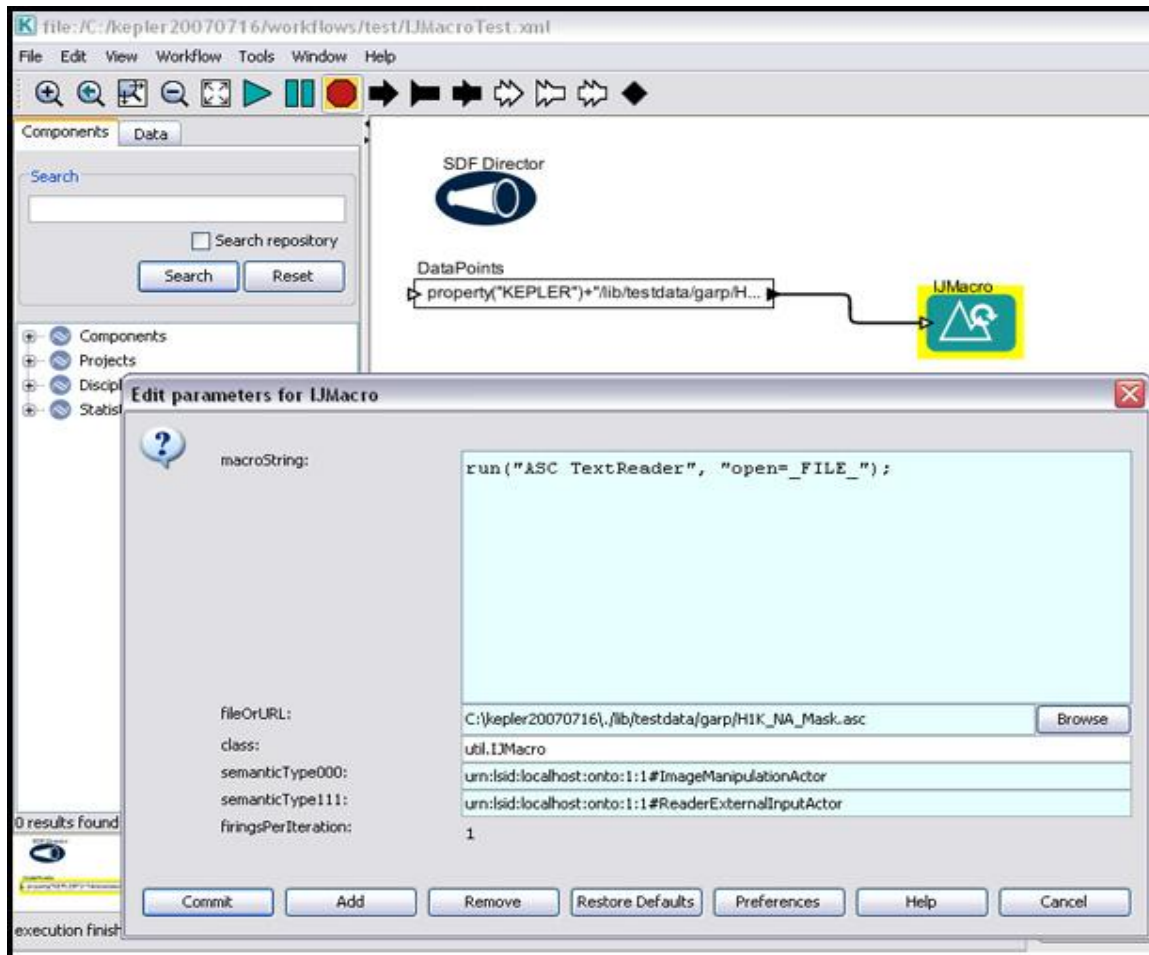 file:/C:/kepler20070716/workflows/test/IJMacroTest.xml
File Edit View Workflow Tools Window Help
Components Data
Search
Search repository
Search Reset
Components
Projects
Discipl
Statist
0 results found
execution finish
SDF Director
DataPoints
property("KEPLER")+"/lib/testdata/garp/H...
IJMacro
Edit parameters for IJMacro
macroString:
run("ASC TextReader", "open=_FILE_");
fileOrURL:
C:\kepler20070716\./lib/testdata/garp/H1K_NA_Mask.asc Browse
class:
util.IJMacro
semanticType000:
urn:lsid:localhost:onto:1:1#ImageManipulationActor
semanticType111:
urn:lsid:localhost:onto:1:1#ReaderExternalInputActor
firingsPerIteration:
1
Commit Add Remove Restore Defaults Preferences Help Cancel